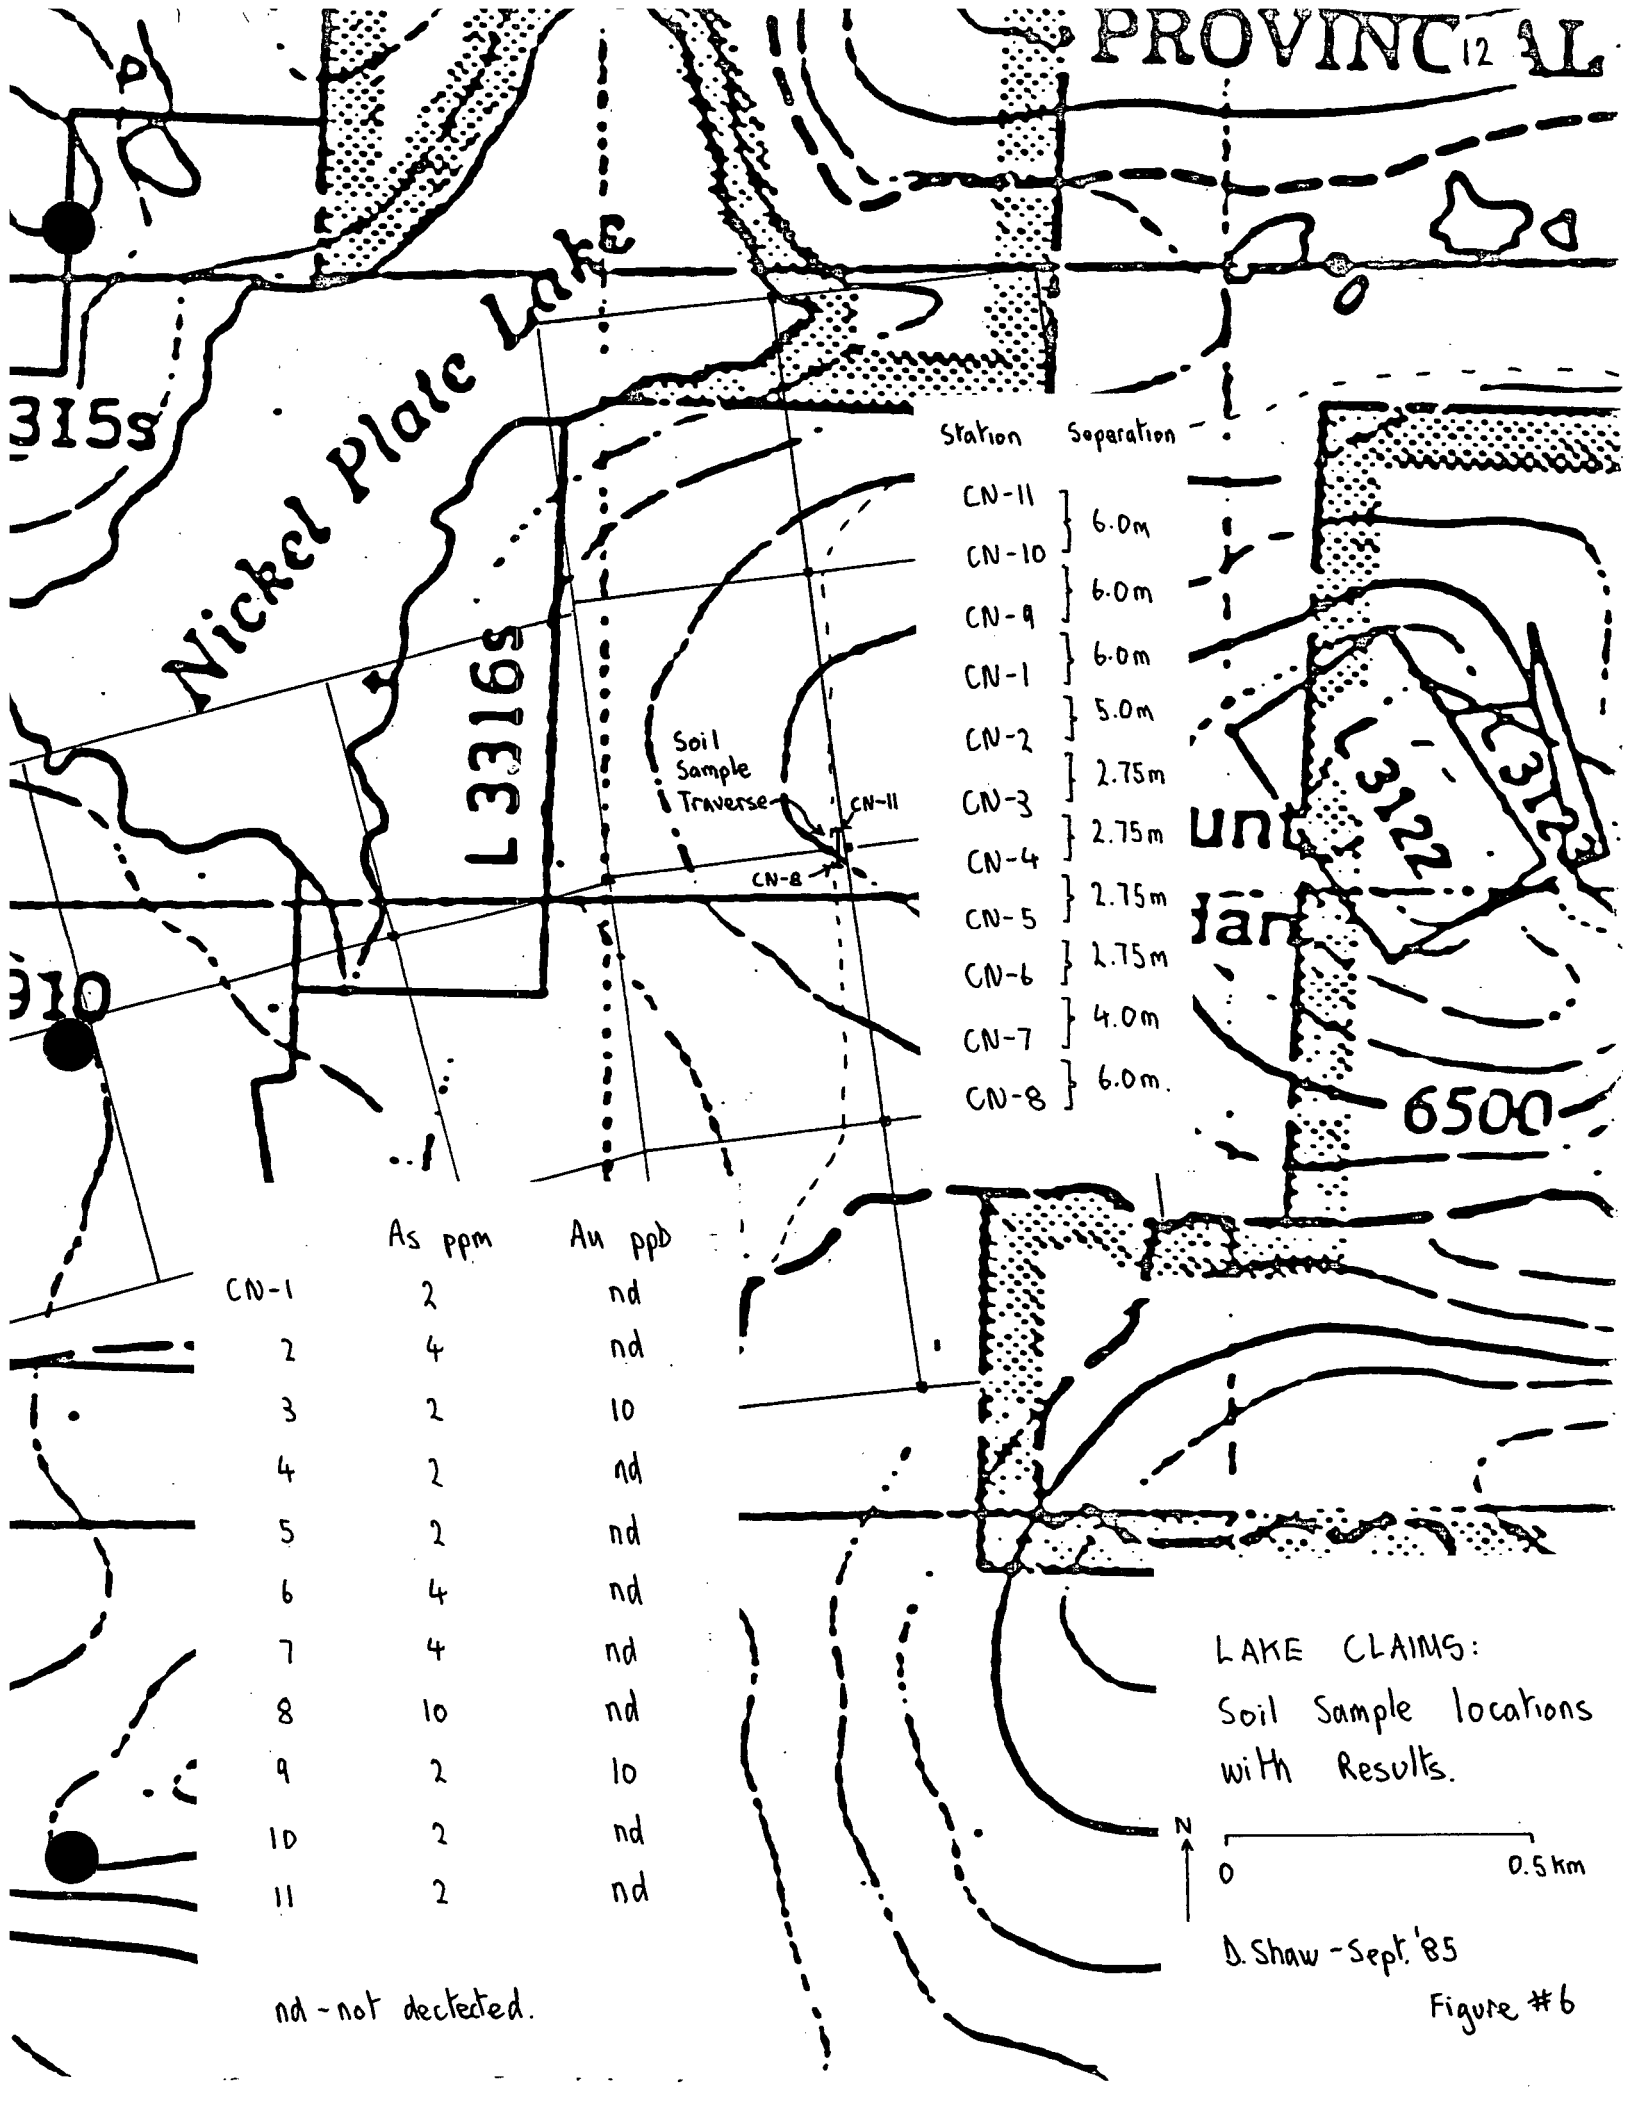 PROVINCIAL
12
Nickel Plate Lake
315s
Station Separation
CN-11
6.0m
CN-10
6.0m
CN-9
6.0m
CN-1
5.0m
CN-2
2.75m
CN-3
2.75m
CN-4
2.75m
CN-5
2.75m
CN-6
4.0m
CN-7
6.0m.
CN-8
L3316s
Soil
Sample
Traverse
CN-11
CN-8
L 3122
L 3123
unt
910
6500
As ppm Au ppb
CN-1 2 nd
2 4 nd
3 2 10
4 2 nd
5 2 nd
6 4 nd
7 4 nd
8 10 nd
9 2 10
10 2 nd
11 2 nd
nd - not dectected.
LAKE CLAIMS:
Soil Sample locations
with Results.
N
0 0.5km
D. Shaw - Sept. '85
Figure #6